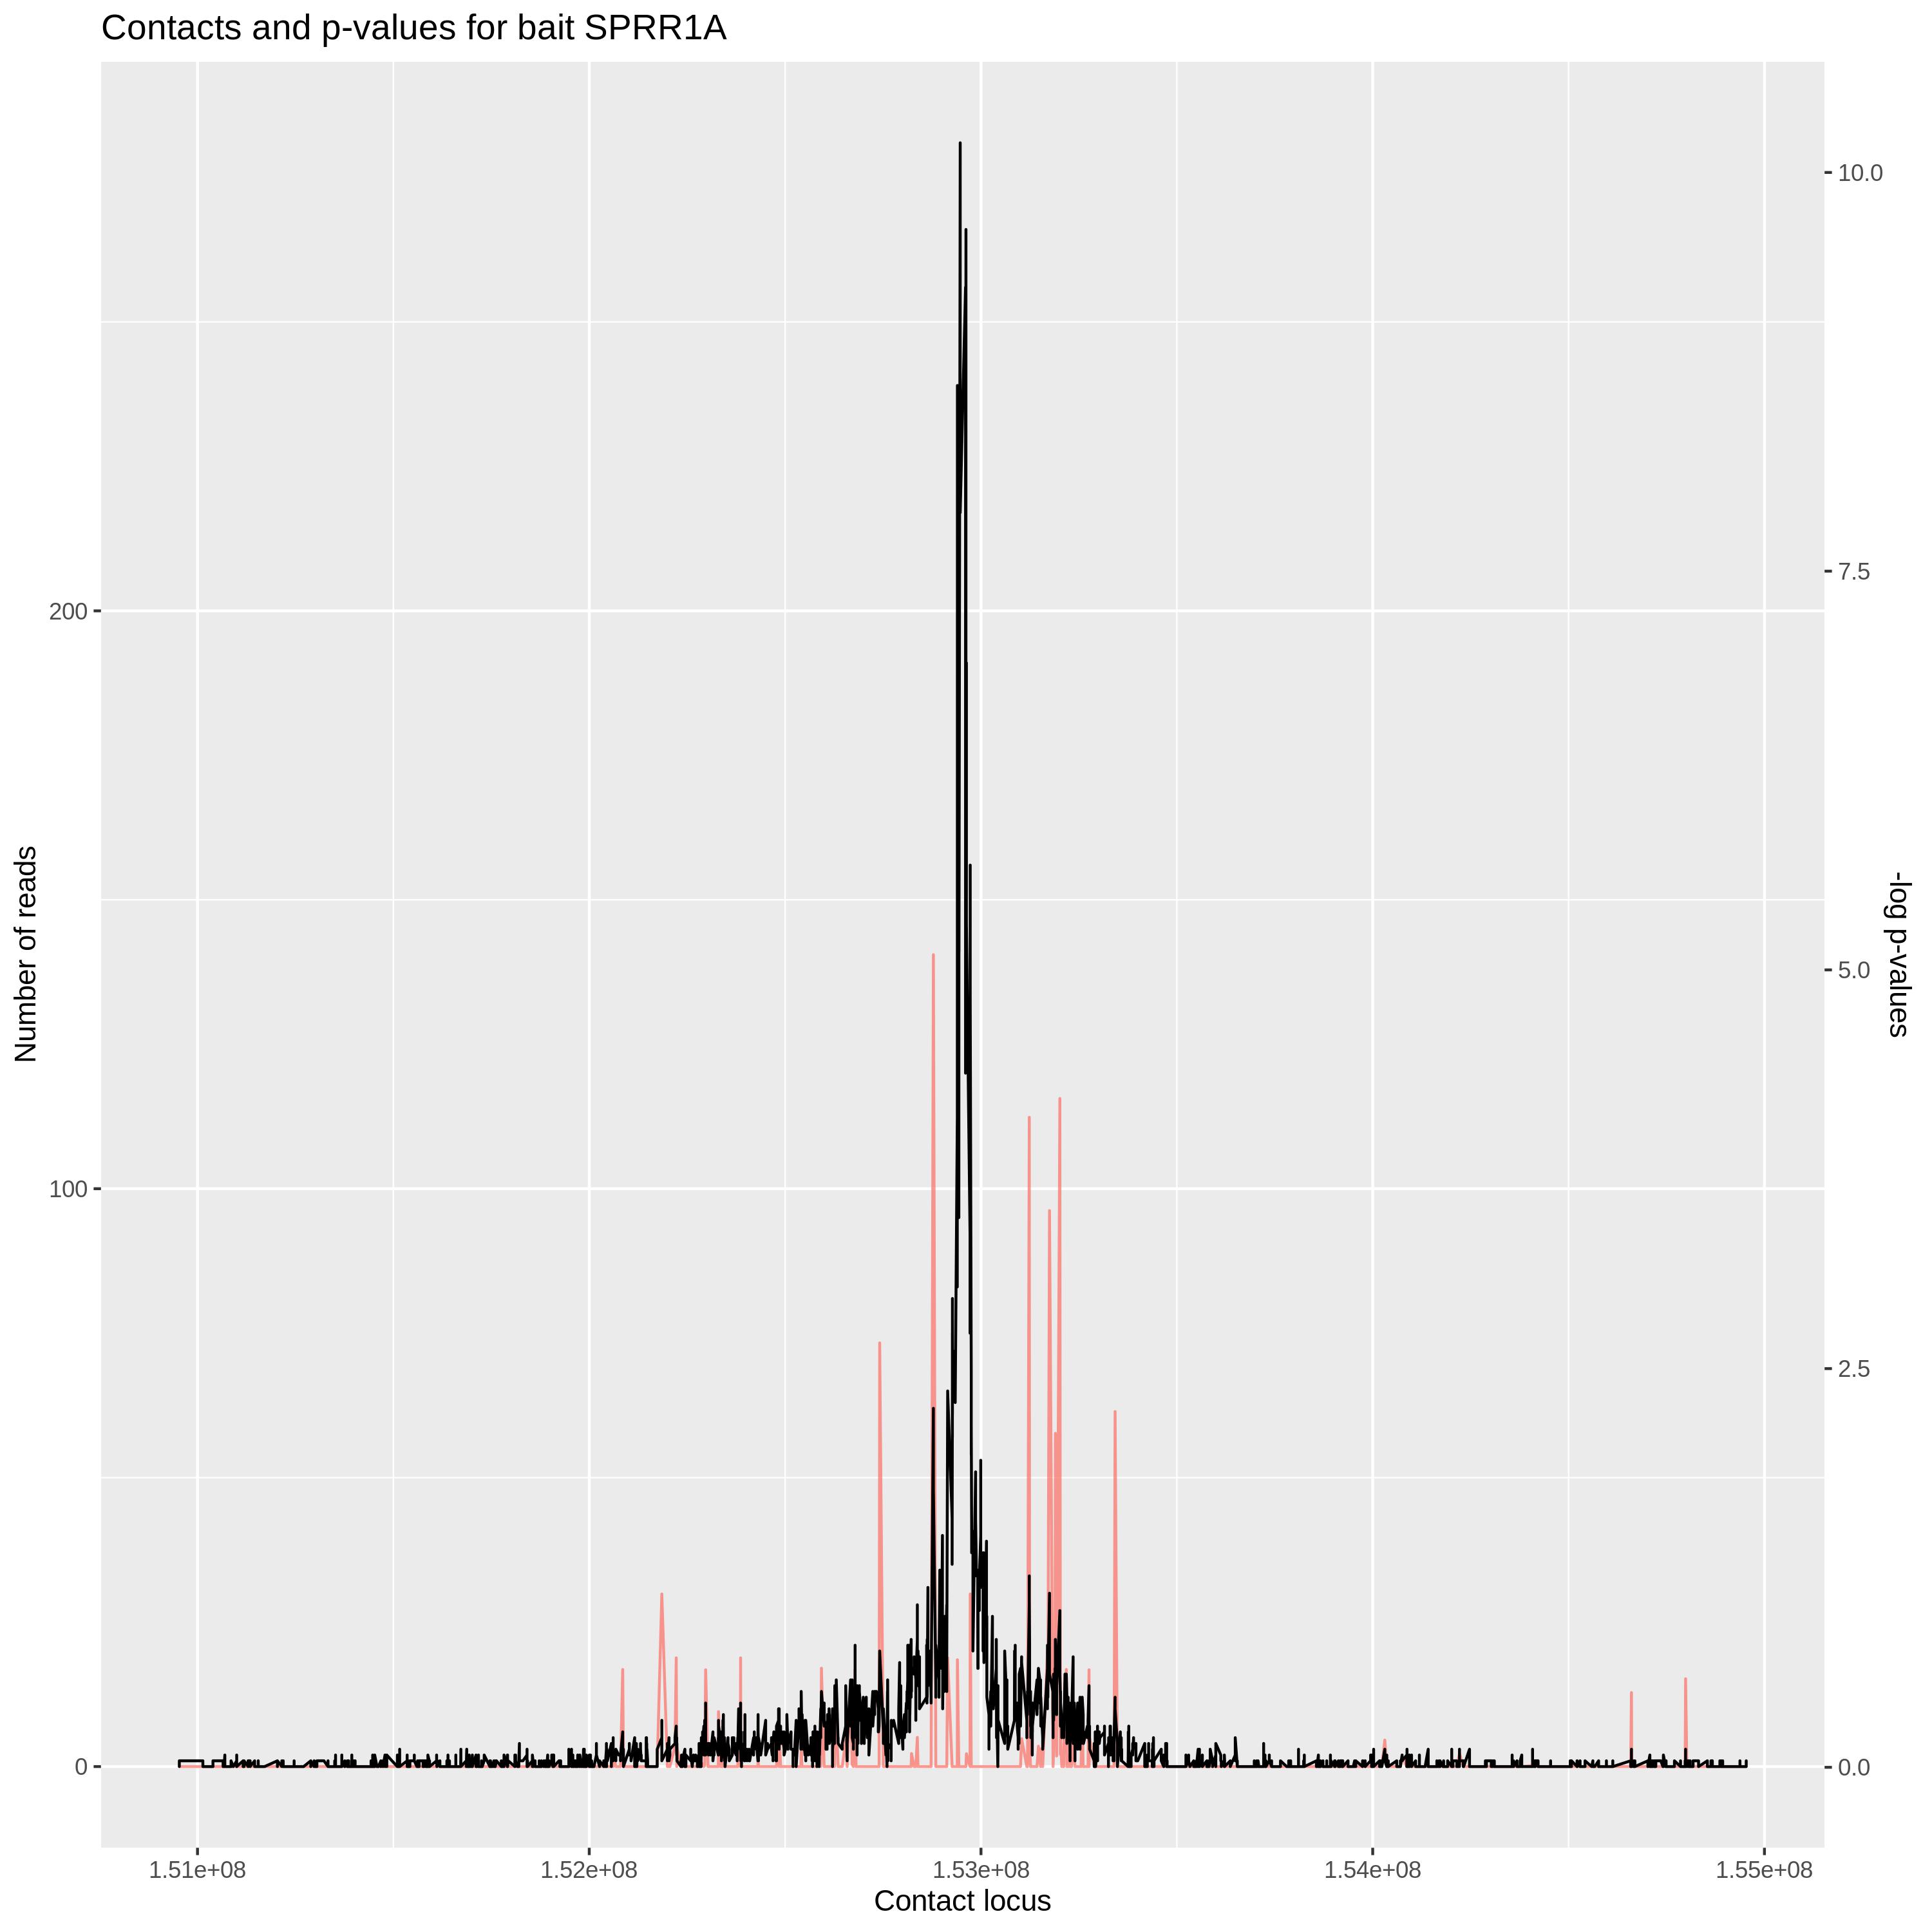 Contacts and p-values for bait SPRR1A
10.0
7.5
200
Number of reads
-log p-values
5.0
100
2.5
0
0.0
1.51e+08
1.52e+08
1.53e+08
1.54e+08
1.55e+08
Contact locus